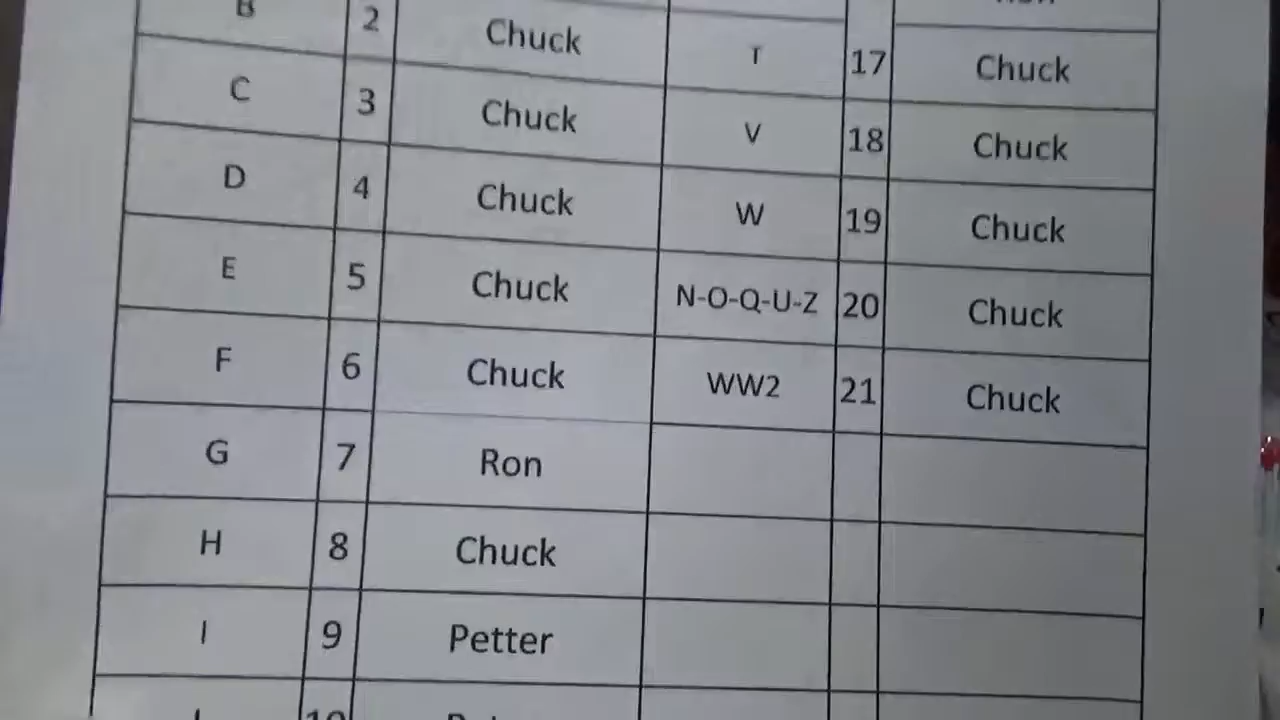 B 2 Chuck
T 17 Chuck
C 3 Chuck
V 18 Chuck
D 4 Chuck
W 19 Chuck
E 5 Chuck
N-O-Q-U-Z 20 Chuck
F 6 Chuck
WW2 21 Chuck
G 7 Ron
H 8 Chuck
I 9 Petter
10